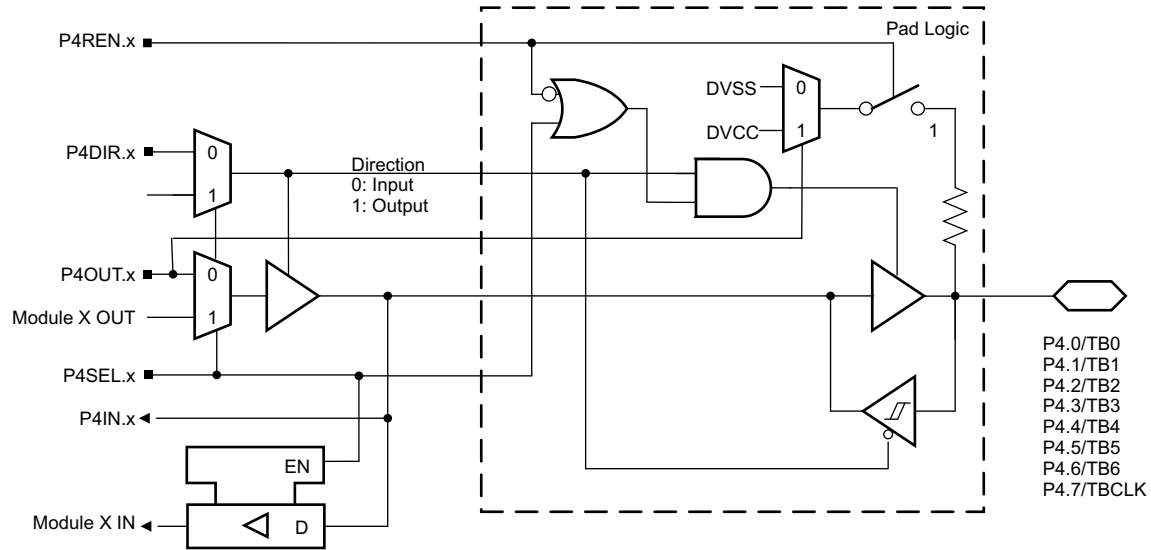 Pad Logic
P4REN.x
DVSS
0
DVCC
1
1
P4DIR.x
0
1
Direction
0: Input
1: Output
P4OUT.x
0
Module X OUT
1
P4SEL.x
P4IN.x
EN
Module X IN
D
P4.0/TB0
P4.1/TB1
P4.2/TB2
P4.3/TB3
P4.4/TB4
P4.5/TB5
P4.6/TB6
P4.7/TBCLK